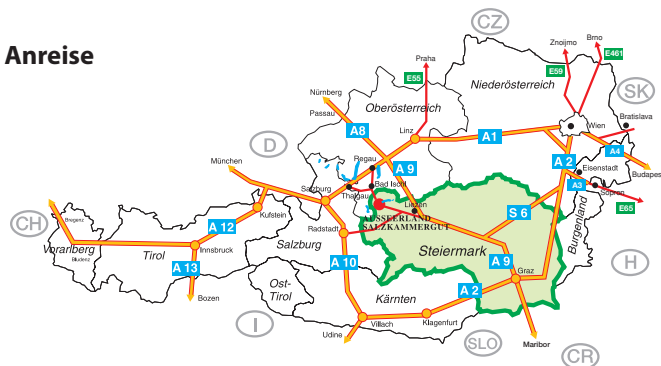 Anreise
CZ
Znojmo
Brno
E59
E461
Praha
E55
Niederösterreich
SK
Nürnberg
Passau
Oberösterreich
A8
Linz
A1
Wien
Bratislava
D
München
Regau
A 9
A 2
A4
Budapes
Eisenstadt
A3
Sopron
E65
Salzburg
Thalgau
Bad Ischl
Liezen
S 6
Burgenland
CH
Bregenz
Vorarlberg
Bludenz
A 12
Kufstein
Radstadt
AUSSEERLAND
SALZKAMMERGUT
Innsbruck
Tirol
Salzburg
Steiermark
H
A 13
A 10
A 9
Graz
Bozen
Ost-
Tirol
Kärnten
A 2
I
Udine
Villach
Klagenfurt
SLO
Maribor
CR